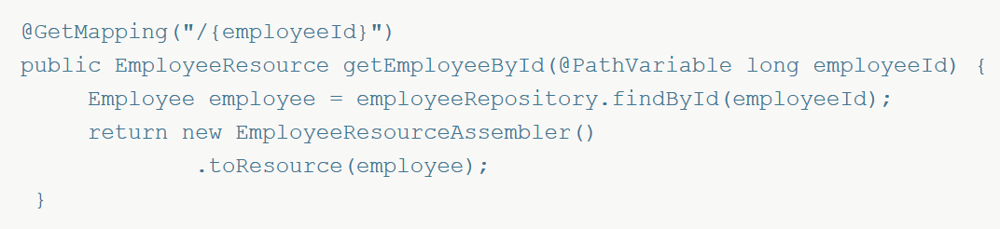 @GetMapping("/{employeeId}")
public EmployeeResource getEmployeeById(@PathVariable long employeeId) {
     Employee employee = employeeRepository.findById(employeeId);
     return new EmployeeResourceAssembler()
             .toResource(employee);
 }